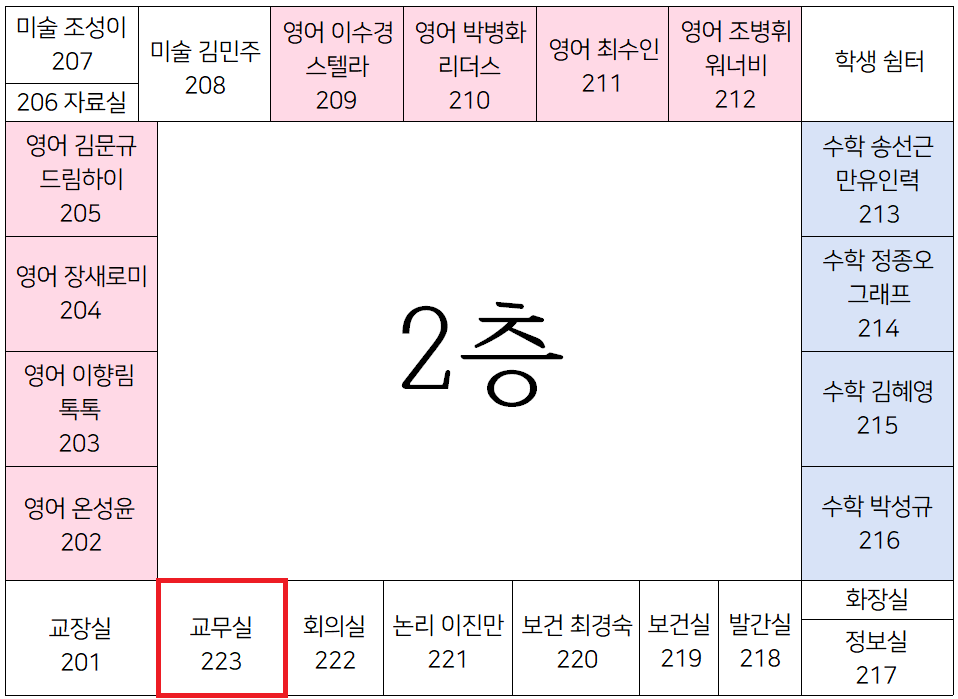 미술 조성이
207
206 자료실
미술 김민주
208
영어 이수경
스텔라
209
영어 박병화
리더스
210
영어 최수인
211
영어 조병휘
워너비
212
학생 쉼터
영어 김문규
드림하이
205
수학 송선근
만유인력
213
영어 장새로미
204
수학 정종오
그래프
214
2층
영어 이향림
톡톡
203
수학 김혜영
215
영어 온성윤
202
수학 박성규
216
교장실
201
교무실
223
회의실
222
논리 이진만
221
보건 최경숙
220
보건실
219
발간실
218
화장실
정보실
217